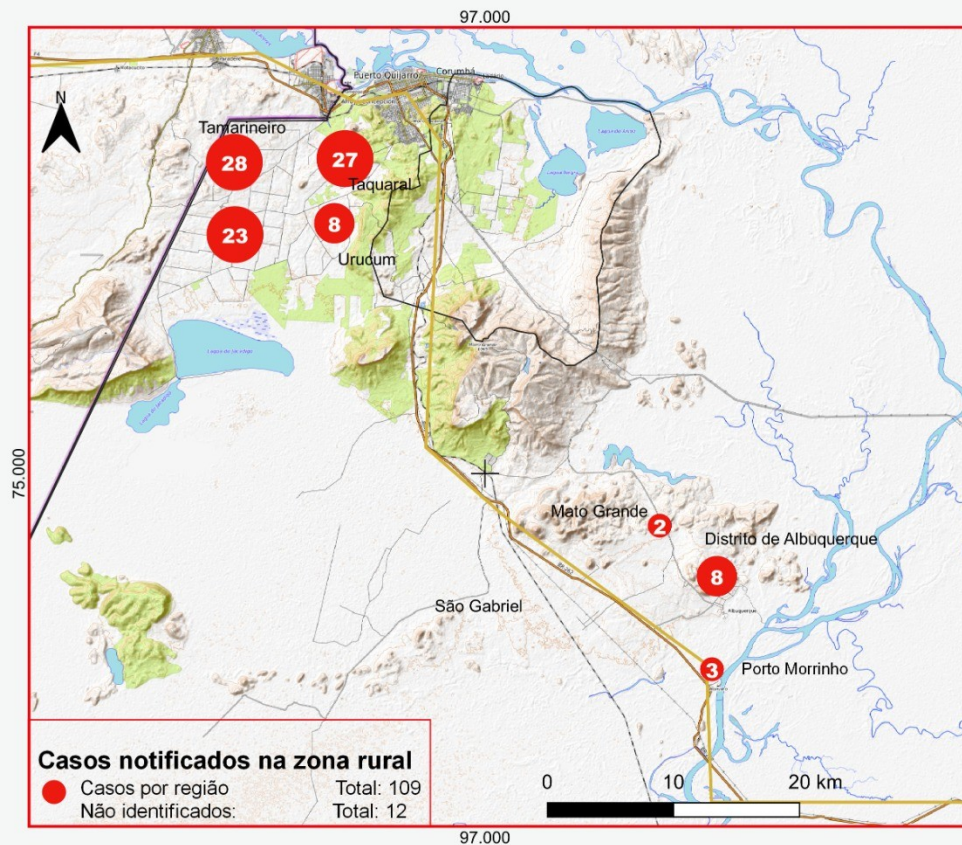 97.000
Puerto Quijarro
Corumbá
N
Tamarineiro
28
27
Taquaral
8
23
Urucum
75.000
Mato Grande
2
Distrito de Albuquerque
8
Albuquerque
São Gabriel
3
Porto Morrinho
Casos notificados na zona rural
Casos por região Total: 109
Não identificados: Total: 12
0 10 20 km
97.000